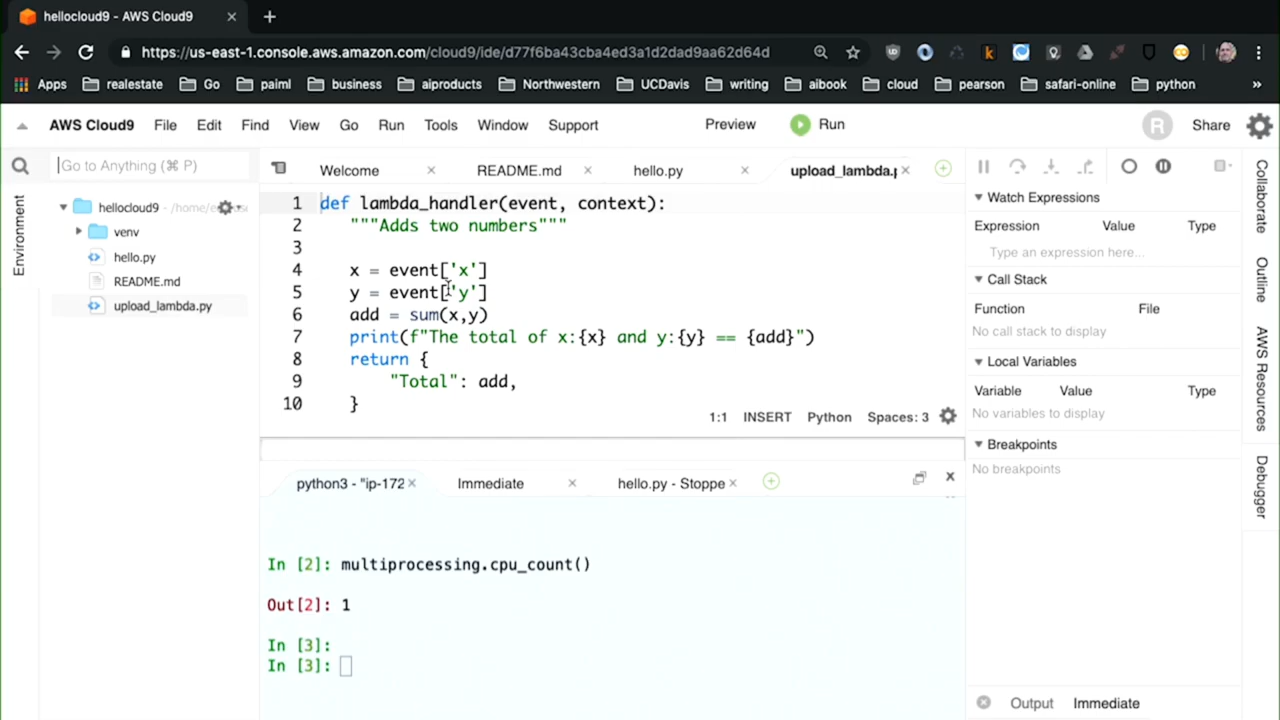 hellocloud9 - AWS Cloud9
https://us-east-1.console.aws.amazon.com/cloud9/ide/d77f6ba43cba4ed3a1d2dad9aa62d64d
Apps realestate Go paiml business aiproducts Northwestern UCDavis writing aibook cloud pearson safari-online python »
AWS Cloud9 File Edit Find View Go Run Tools Window Support Preview Run R Share
Go to Anything (⌘ P)
Welcome README.md hello.py upload_lambda.p
Environment
hellocloud9 - /home/e
venv
hello.py
README.md
upload_lambda.py
1 def lambda_handler(event, context):
2 """Adds two numbers"""
3
4 x = event['x']
5 y = event['y']
6 add = sum(x,y)
7 print(f"The total of x:{x} and y:{y} == {add}")
8 return {
9 "Total": add,
10 }
1:1 INSERT Python Spaces: 3
python3 - "ip-172 Immediate hello.py - Stoppe
In [2]: multiprocessing.cpu_count()
Out[2]: 1
In [3]:
In [3]:
Watch Expressions
Expression Value Type
Type an expression here...
Call Stack
Function File
No call stack to display
Local Variables
Variable Value Type
No variables to display
Breakpoints
No breakpoints
Output Immediate
Collaborate
Outline
AWS Resources
Debugger